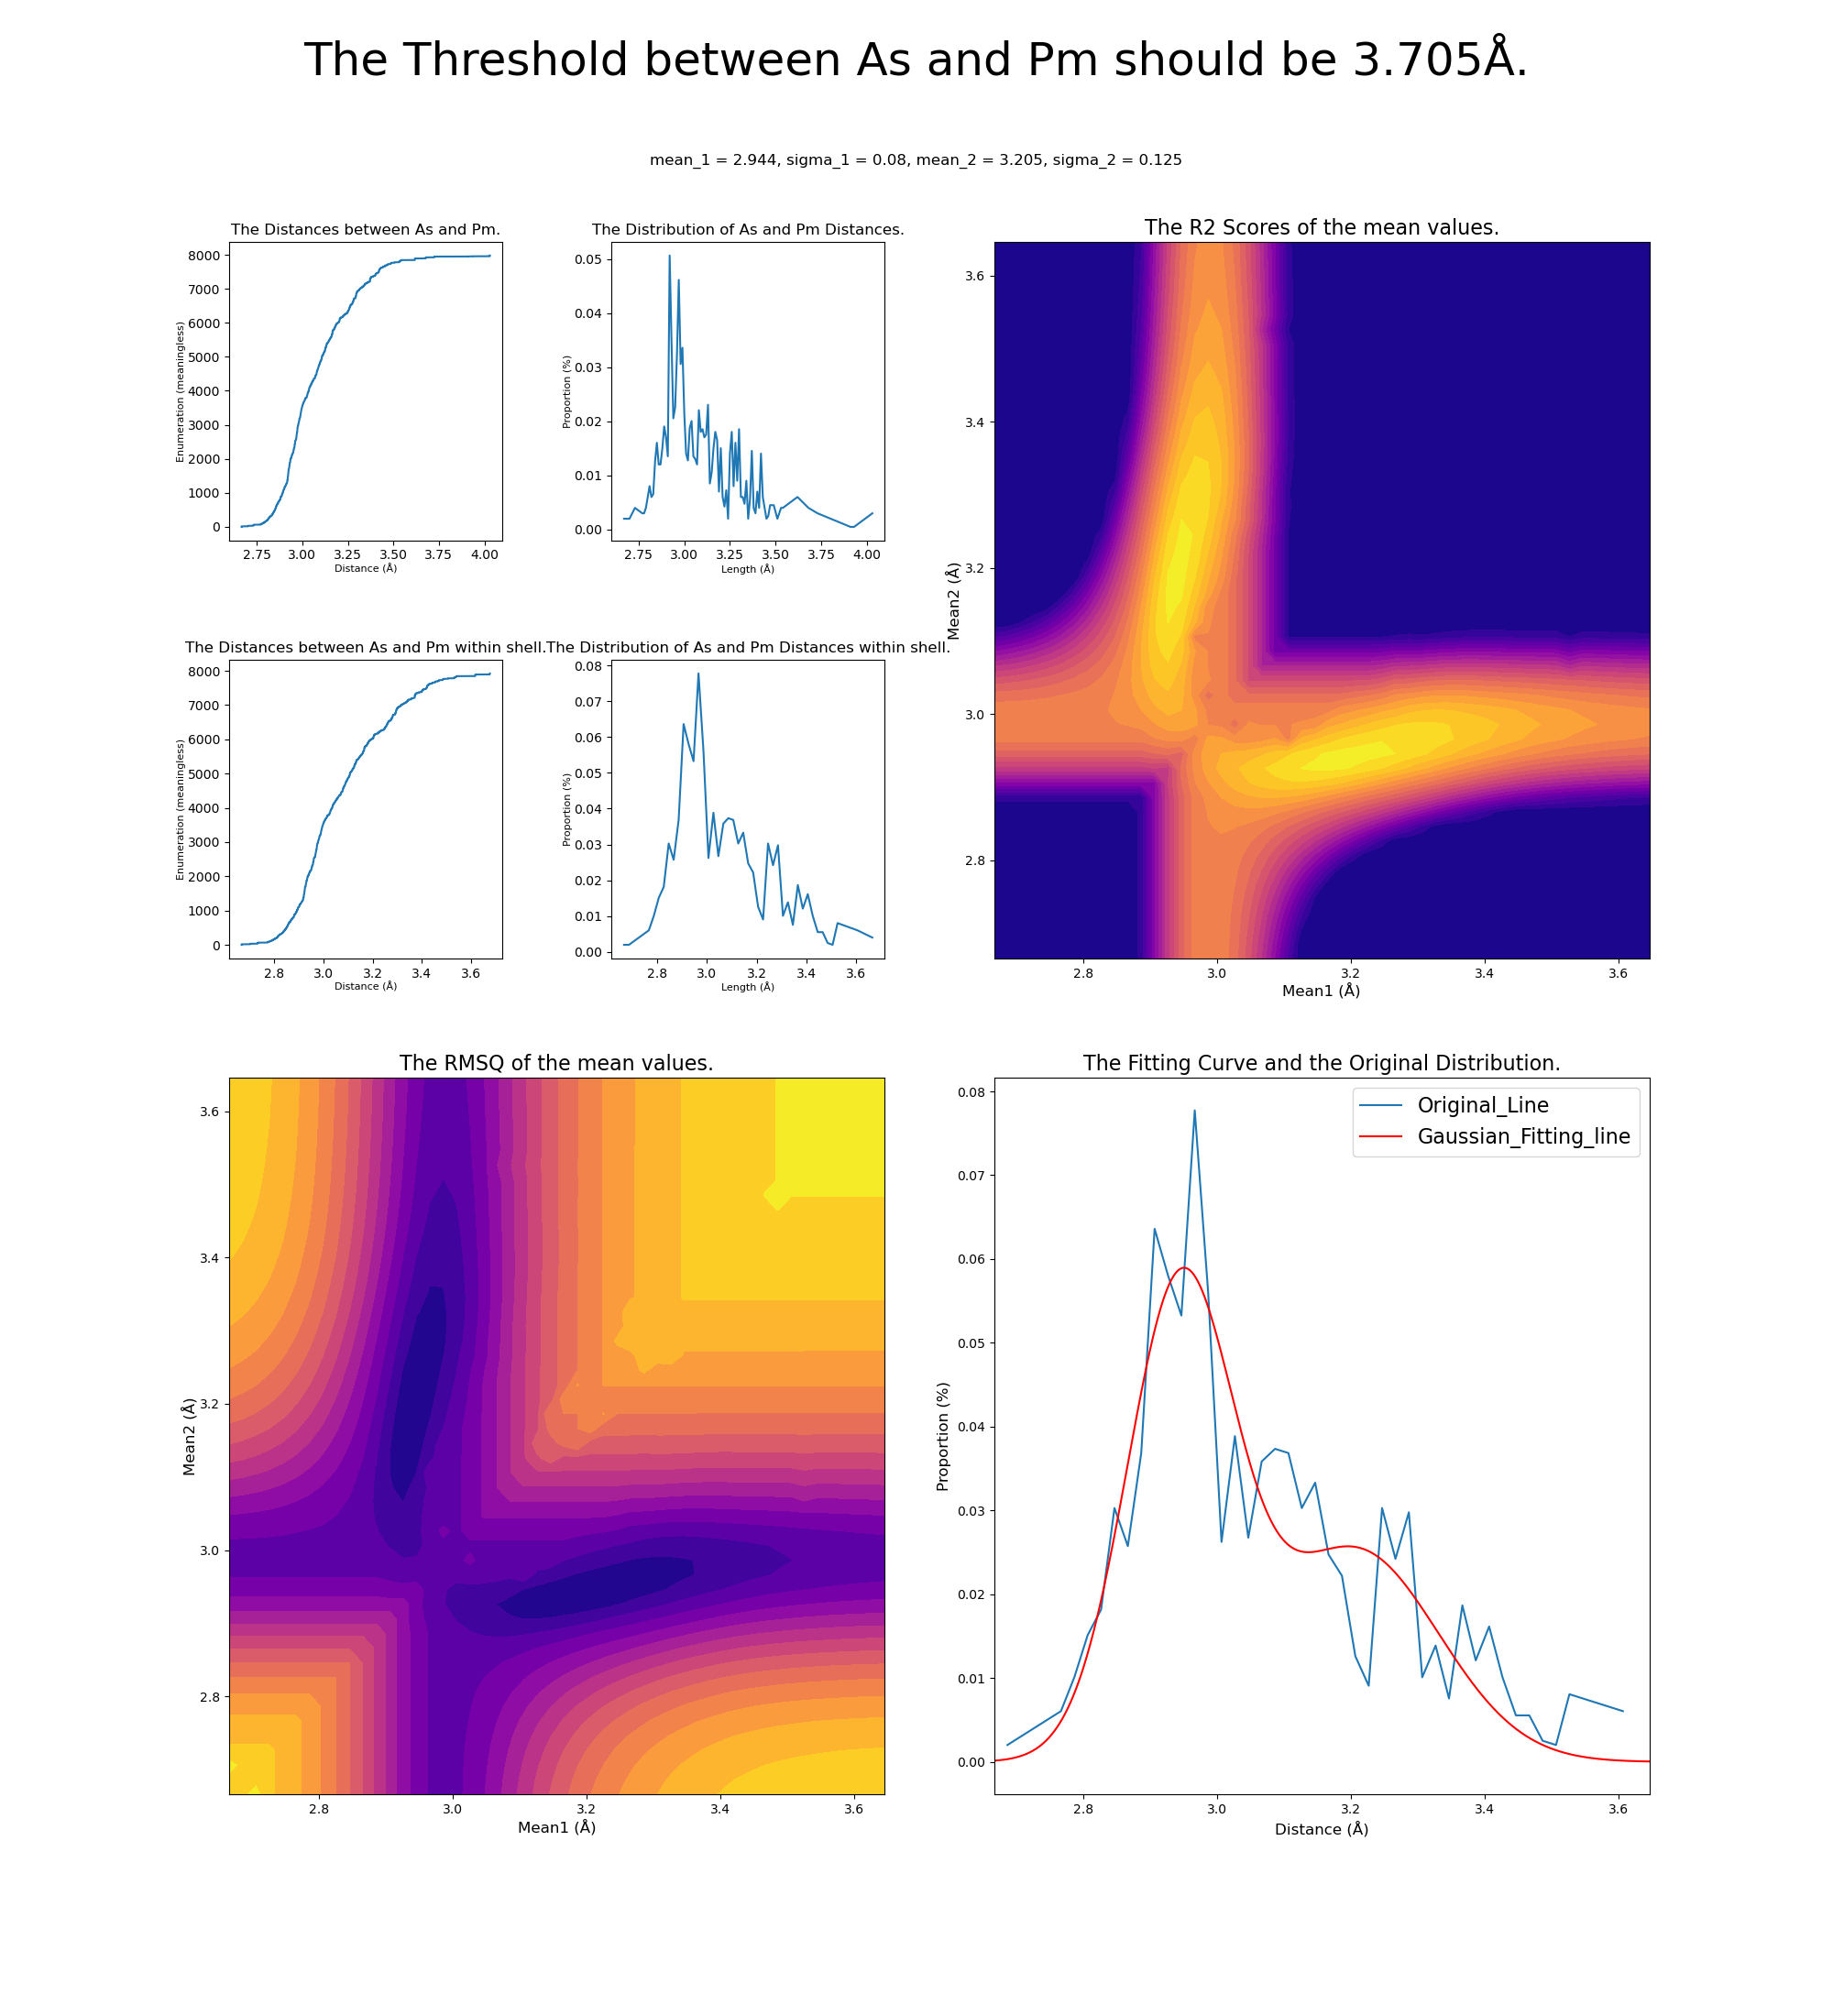 The Threshold between As and Pm should be 3.705Å.
mean_1 = 2.944, sigma_1 = 0.08, mean_2 = 3.205, sigma_2 = 0.125
The Distances between As and Pm.
8000
7000
6000
5000
4000
3000
2000
1000
0
Enumeration (meaningless)
2.75 3.00 3.25 3.50 3.75 4.00
Distance (Å)
The Distribution of As and Pm Distances.
0.05
0.04
0.03
0.02
0.01
0.00
Proportion (%)
2.75 3.00 3.25 3.50 3.75 4.00
Length (Å)
The R2 Scores of the mean values.
3.6
3.4
3.2
3.0
2.8
Mean2 (Å)
2.8 3.0 3.2 3.4 3.6
Mean1 (Å)
The Distances between As and Pm within shell.
8000
7000
6000
5000
4000
3000
2000
1000
0
Enumeration (meaningless)
2.8 3.0 3.2 3.4 3.6
Distance (Å)
The Distribution of As and Pm Distances within shell.
0.08
0.07
0.06
0.05
0.04
0.03
0.02
0.01
0.00
Proportion (%)
2.8 3.0 3.2 3.4 3.6
Length (Å)
The RMSQ of the mean values.
3.6
3.4
3.2
3.0
2.8
Mean2 (Å)
2.8 3.0 3.2 3.4 3.6
Mean1 (Å)
The Fitting Curve and the Original Distribution.
Original_Line
Gaussian_Fitting_line
0.08
0.07
0.06
0.05
0.04
0.03
0.02
0.01
0.00
Proportion (%)
2.8 3.0 3.2 3.4 3.6
Distance (Å)